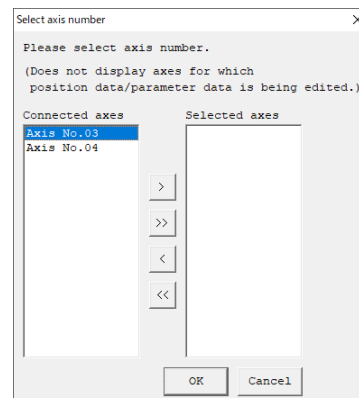 Select axis number
Please select axis number.
(Does not display axes for which
position data/parameter data is being edited.)
Connected axes
Selected axes
Axis No.03
Axis No.04
>
>>
<
<<
OK
Cancel